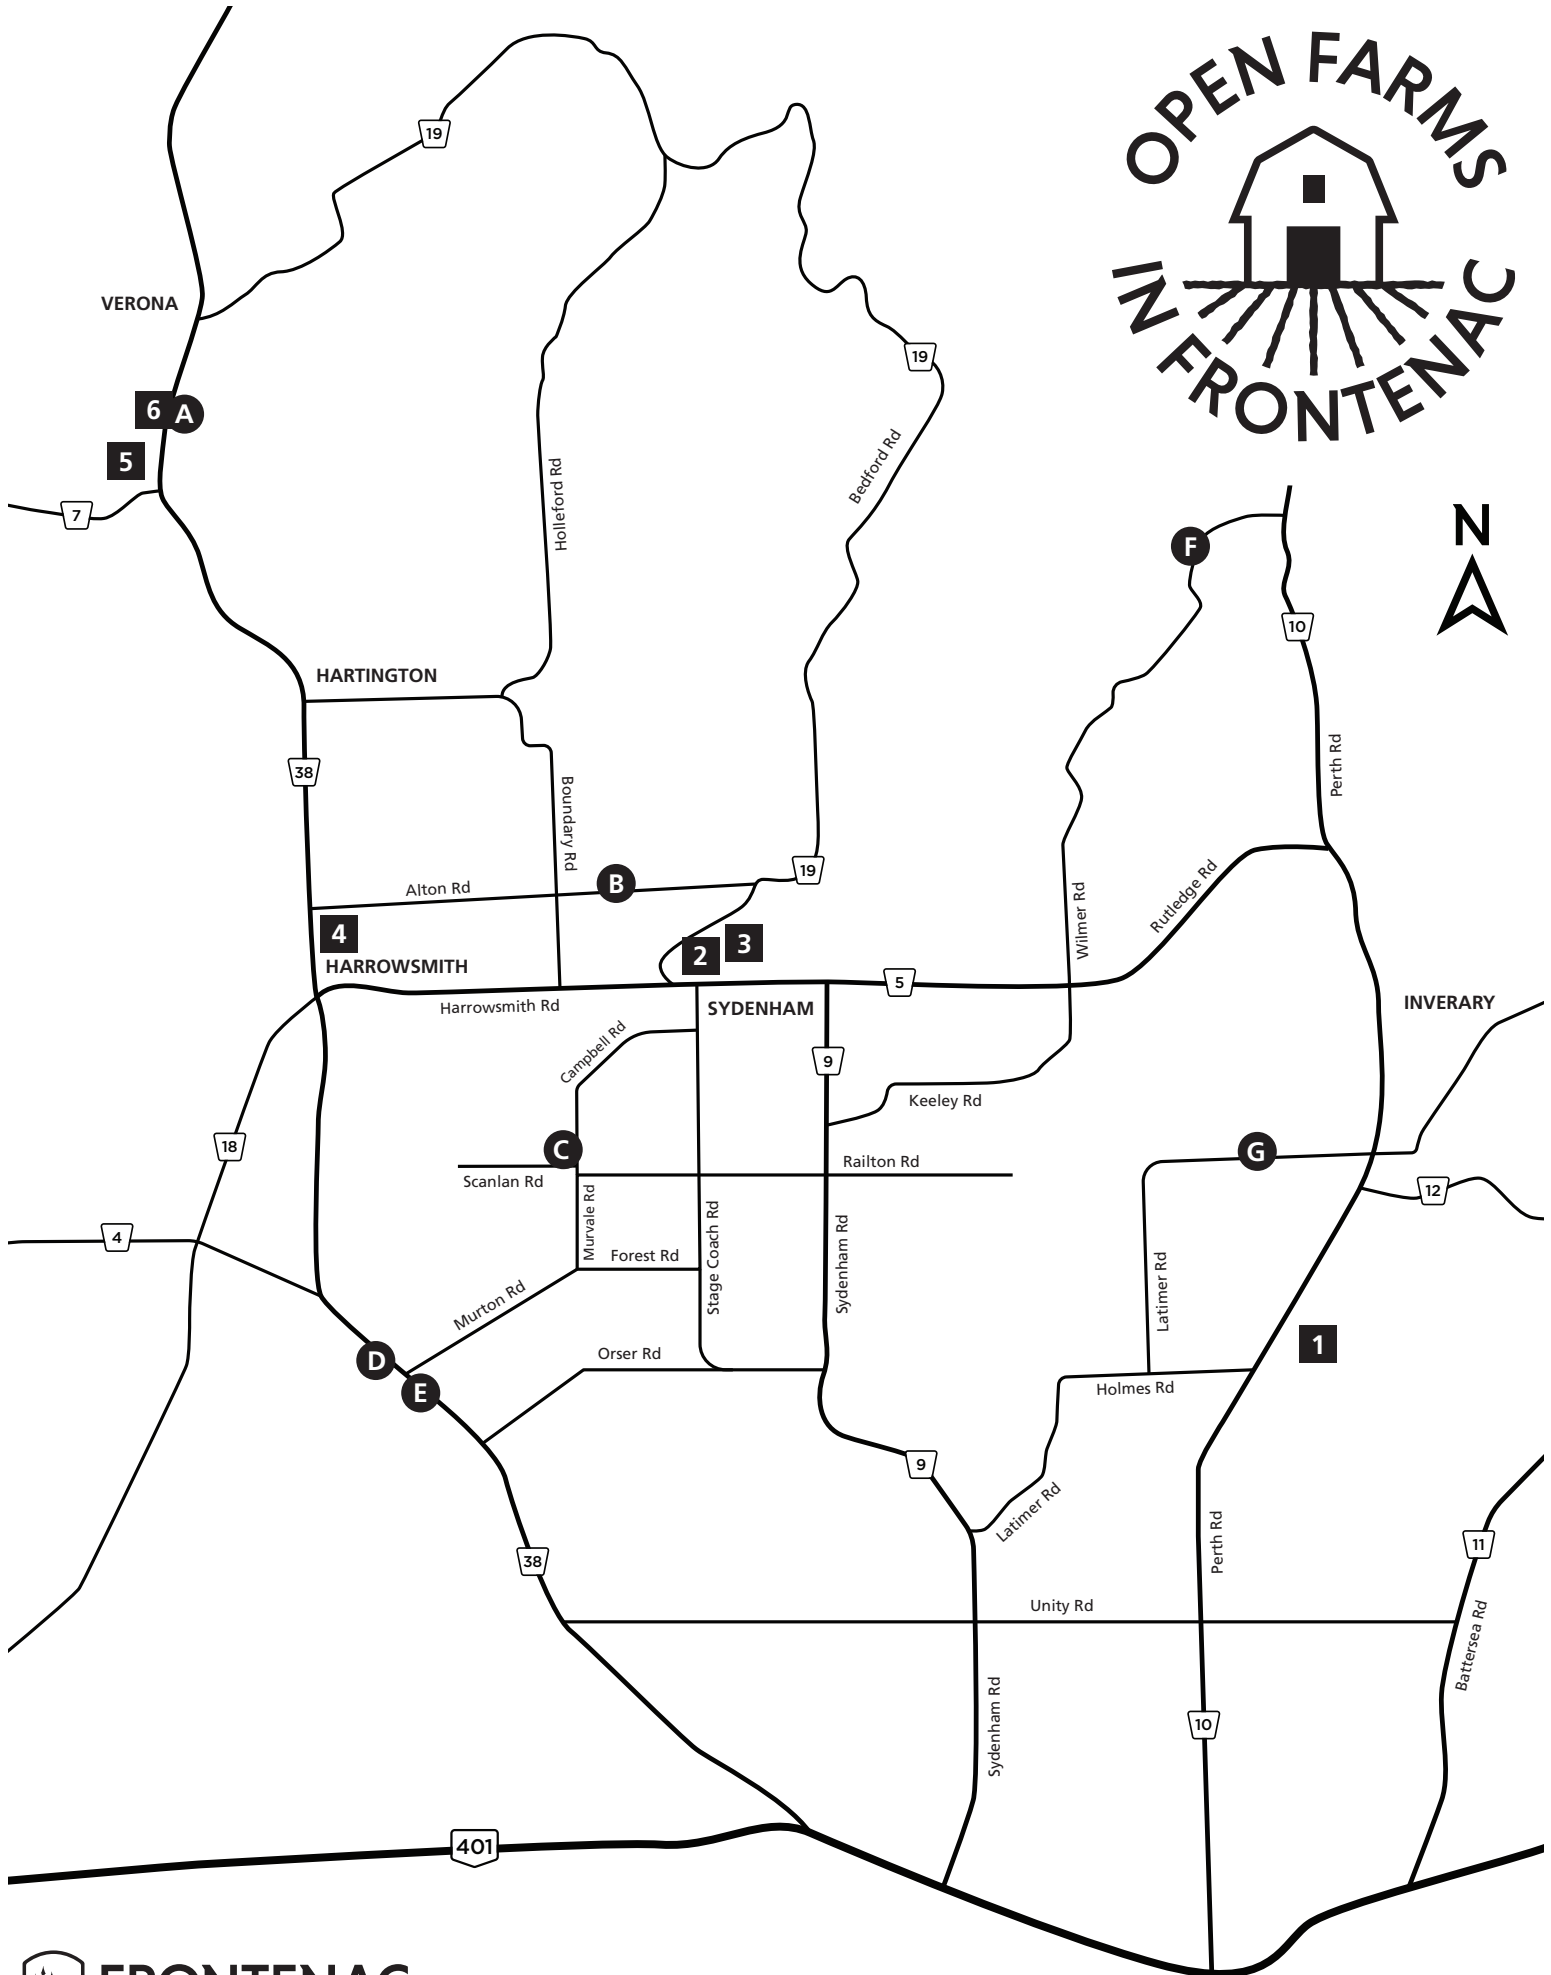 OPEN FARMS
IN FRONTENAC
N
19
VERONA
6
A
5
7
19
Holleford Rd
Bedford Rd
F
10
HARTINGTON
38
Perth Rd
Boundary Rd
19
Alton Rd
B
Wilmer Rd
Rutledge Rd
4
2
3
HARROWSMITH
5
Harrowsmith Rd
SYDENHAM
INVERARY
Campbell Rd
9
Keeley Rd
18
C
Railton Rd
G
Scanlan Rd
12
Murvale Rd
Stage Coach Rd
Sydenham Rd
4
Forest Rd
Latimer Rd
Murton Rd
1
D
Orser Rd
E
Holmes Rd
9
Latimer Rd
38
Perth Rd
11
Unity Rd
Battersea Rd
Sydenham Rd
10
401
FRONTENAC